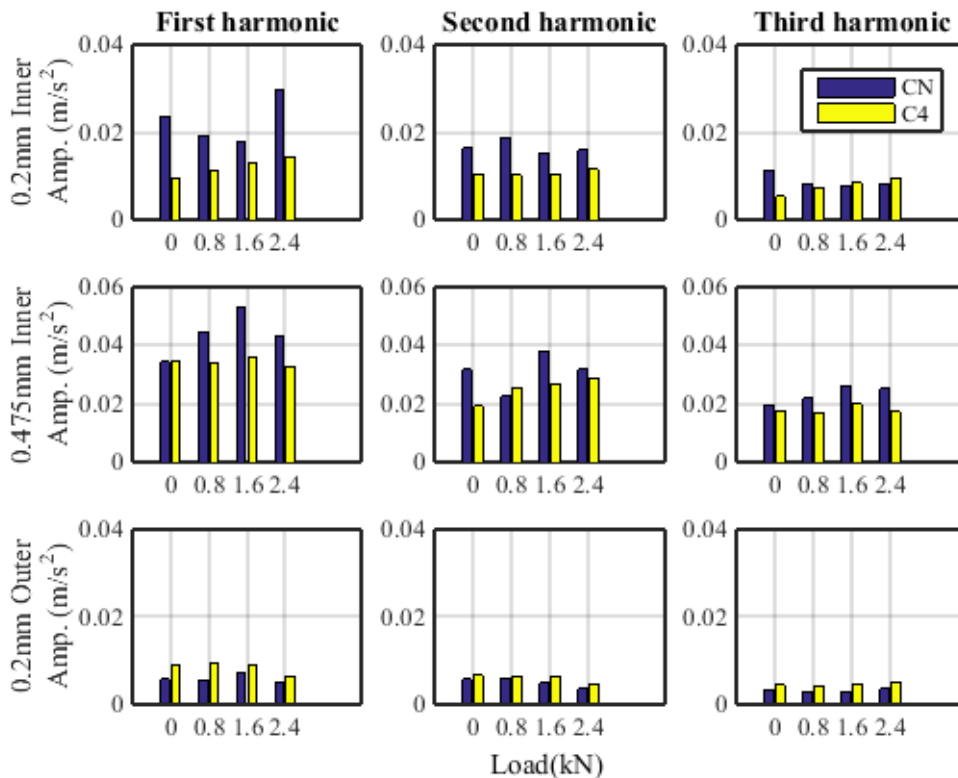 First harmonic Second harmonic Third harmonic
0.2mm Inner
Amp. (m/s²)
0.04 0.04 0.04
CN
C4
0.02 0.02 0.02
0 0 0
0 0.8 1.6 2.4 0 0.8 1.6 2.4 0 0.8 1.6 2.4
0.475mm Inner
Amp. (m/s²)
0.06 0.06 0.06
0.04 0.04 0.04
0.02 0.02 0.02
0 0 0
0 0.8 1.6 2.4 0 0.8 1.6 2.4 0 0.8 1.6 2.4
0.2mm Outer
Amp. (m/s²)
0.04 0.04 0.04
0.02 0.02 0.02
0 0 0
0 0.8 1.6 2.4 0 0.8 1.6 2.4 0 0.8 1.6 2.4
Load(kN)